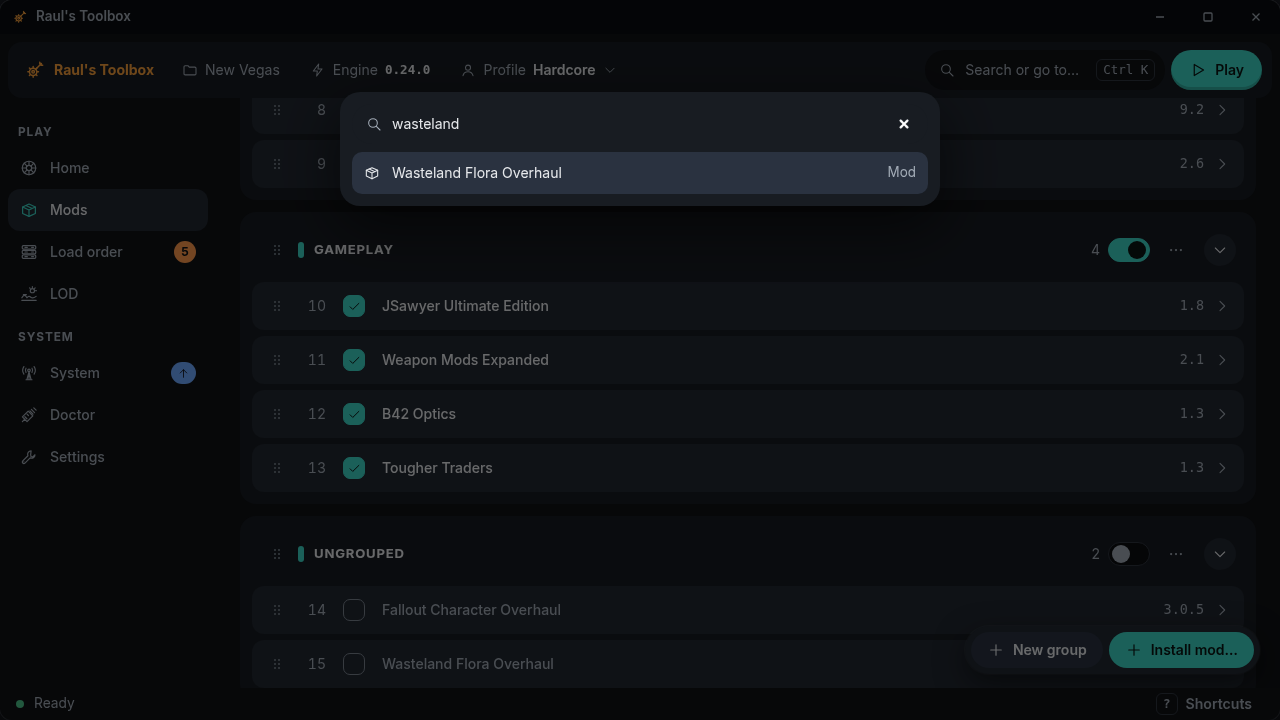 Raul's Toolbox
Raul's Toolbox
New Vegas
Engine 0.24.0
Profile Hardcore
Search or go to...
Ctrl K
Play
wasteland
Wasteland Flora Overhaul
Mod
PLAY
Home
Mods
Load order
5
LOD
SYSTEM
System
Doctor
Settings
8
9.2
9
2.6
GAMEPLAY
4
10 JSawyer Ultimate Edition 1.8
11 Weapon Mods Expanded 2.1
12 B42 Optics 1.3
13 Tougher Traders 1.3
UNGROUPED
2
14 Fallout Character Overhaul 3.0.5
15 Wasteland Flora Overhaul
New group
Install mod...
Ready
? Shortcuts